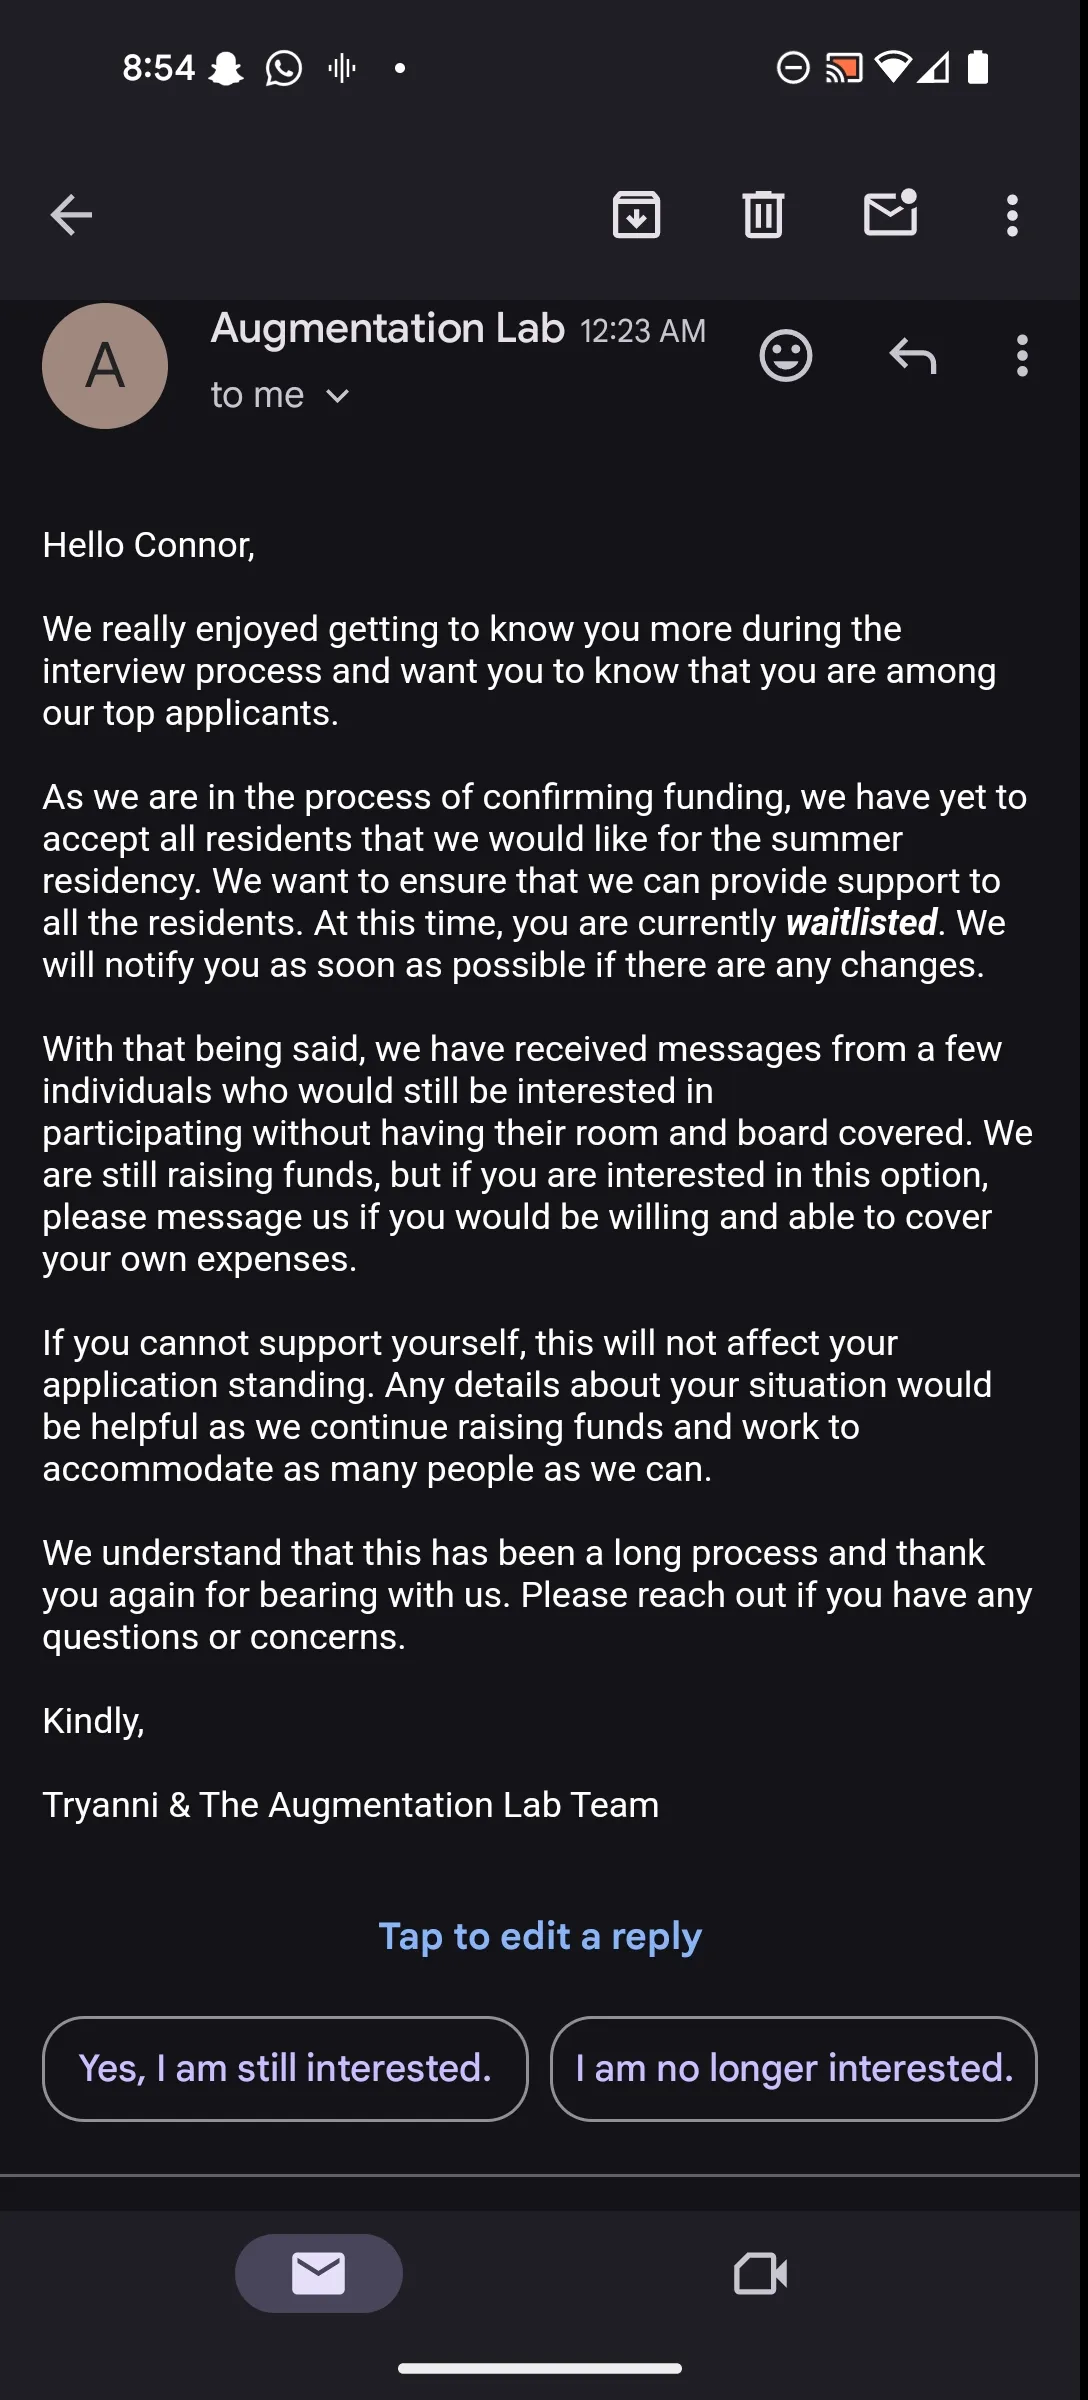 8:54
Augmentation Lab 12:23 AM
to me
A
Hello Connor,
We really enjoyed getting to know you more during the
interview process and want you to know that you are among
our top applicants.
As we are in the process of confirming funding, we have yet to
accept all residents that we would like for the summer
residency. We want to ensure that we can provide support to
all the residents. At this time, you are currently waitlisted. We
will notify you as soon as possible if there are any changes.
With that being said, we have received messages from a few
individuals who would still be interested in
participating without having their room and board covered. We
are still raising funds, but if you are interested in this option,
please message us if you would be willing and able to cover
your own expenses.
If you cannot support yourself, this will not affect your
application standing. Any details about your situation would
be helpful as we continue raising funds and work to
accommodate as many people as we can.
We understand that this has been a long process and thank
you again for bearing with us. Please reach out if you have any
questions or concerns.
Kindly,
Tryanni & The Augmentation Lab Team
Tap to edit a reply
Yes, I am still interested.
I am no longer interested.